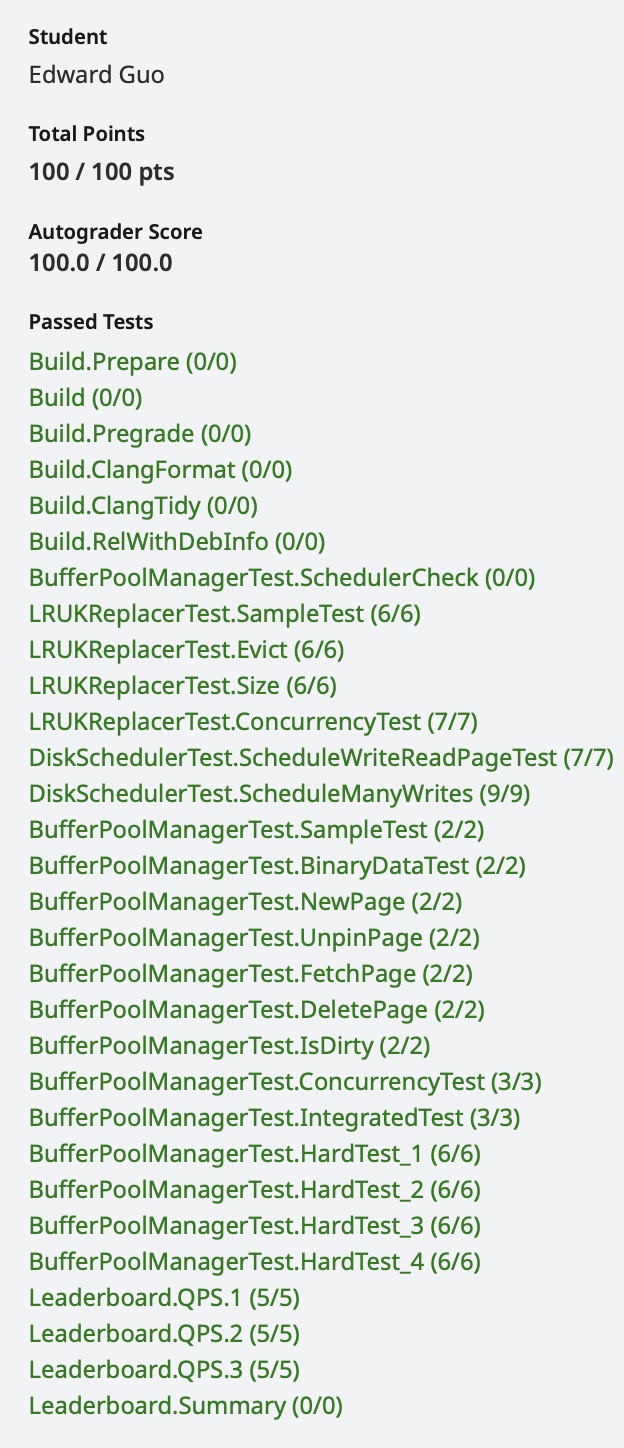 Student
Edward Guo
Total Points
100 / 100 pts
Autograder Score
100.0 / 100.0
Passed Tests
Build.Prepare (0/0)
Build (0/0)
Build.Pregrade (0/0)
Build.ClangFormat (0/0)
Build.ClangTidy (0/0)
Build.RelWithDebInfo (0/0)
BufferPoolManagerTest.SchedulerCheck (0/0)
LRUKReplacerTest.SampleTest (6/6)
LRUKReplacerTest.Evict (6/6)
LRUKReplacerTest.Size (6/6)
LRUKReplacerTest.ConcurrencyTest (7/7)
DiskSchedulerTest.ScheduleWriteReadPageTest (7/7)
DiskSchedulerTest.ScheduleManyWrites (9/9)
BufferPoolManagerTest.SampleTest (2/2)
BufferPoolManagerTest.BinaryDataTest (2/2)
BufferPoolManagerTest.NewPage (2/2)
BufferPoolManagerTest.UnpinPage (2/2)
BufferPoolManagerTest.FetchPage (2/2)
BufferPoolManagerTest.DeletePage (2/2)
BufferPoolManagerTest.IsDirty (2/2)
BufferPoolManagerTest.ConcurrencyTest (3/3)
BufferPoolManagerTest.IntegratedTest (3/3)
BufferPoolManagerTest.HardTest_1 (6/6)
BufferPoolManagerTest.HardTest_2 (6/6)
BufferPoolManagerTest.HardTest_3 (6/6)
BufferPoolManagerTest.HardTest_4 (6/6)
Leaderboard.QPS.1 (5/5)
Leaderboard.QPS.2 (5/5)
Leaderboard.QPS.3 (5/5)
Leaderboard.Summary (0/0)